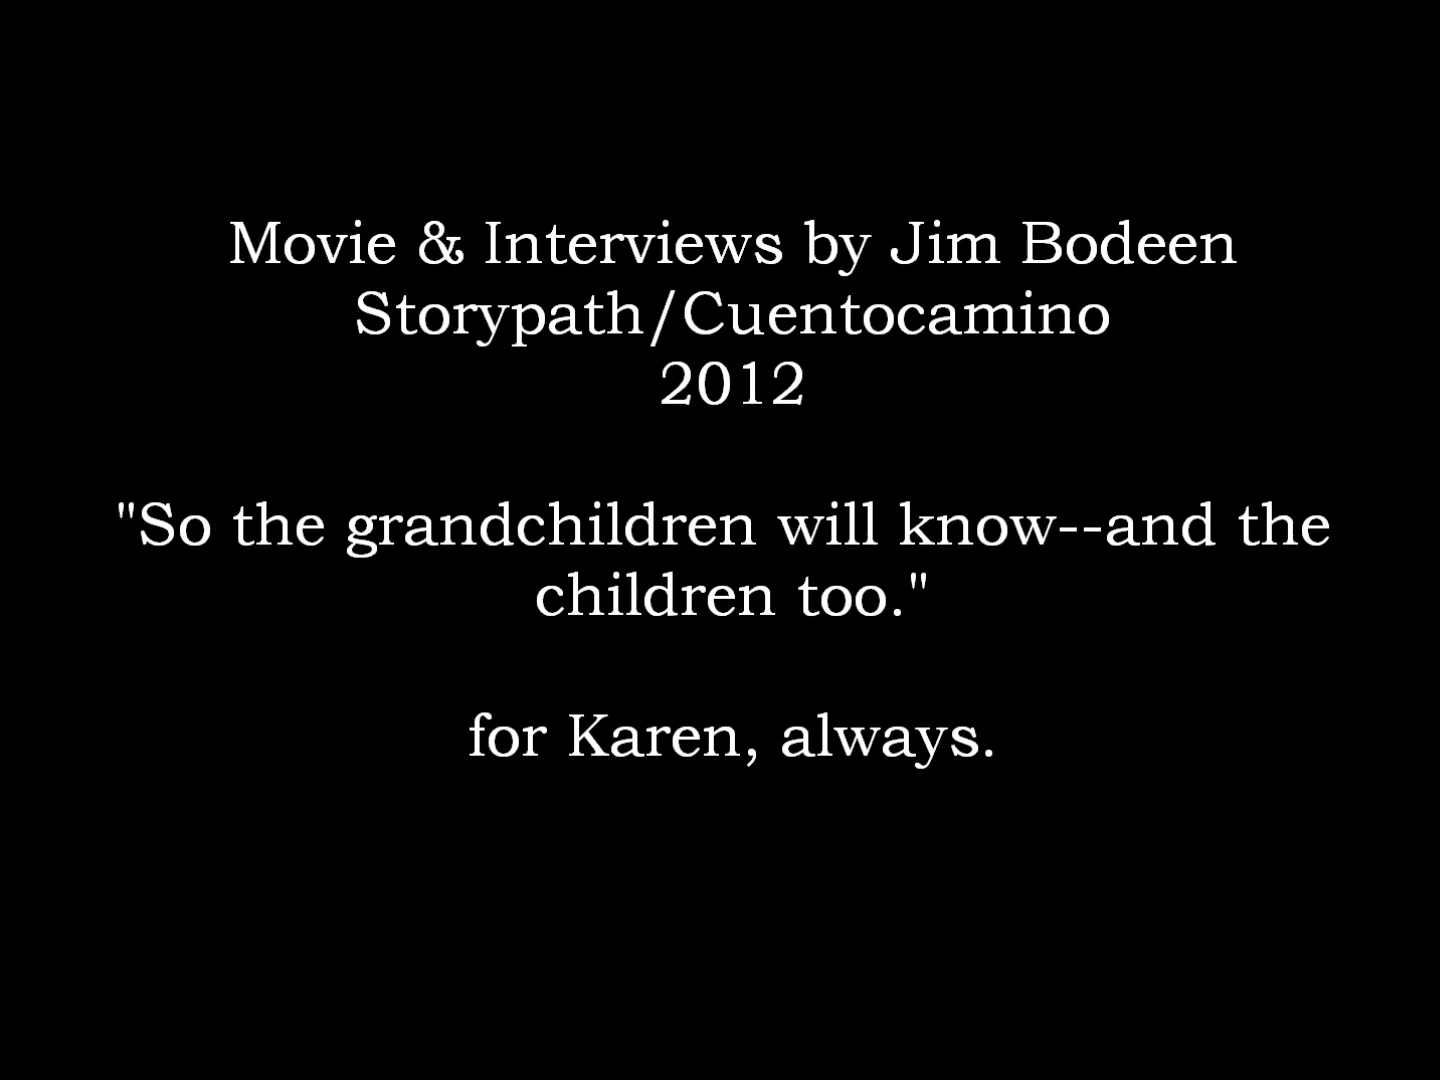 Movie & Interviews by Jim Bodeen
Storypath/Cuentocamino
2012
"So the grandchildren will know--and the
children too."
for Karen, always.